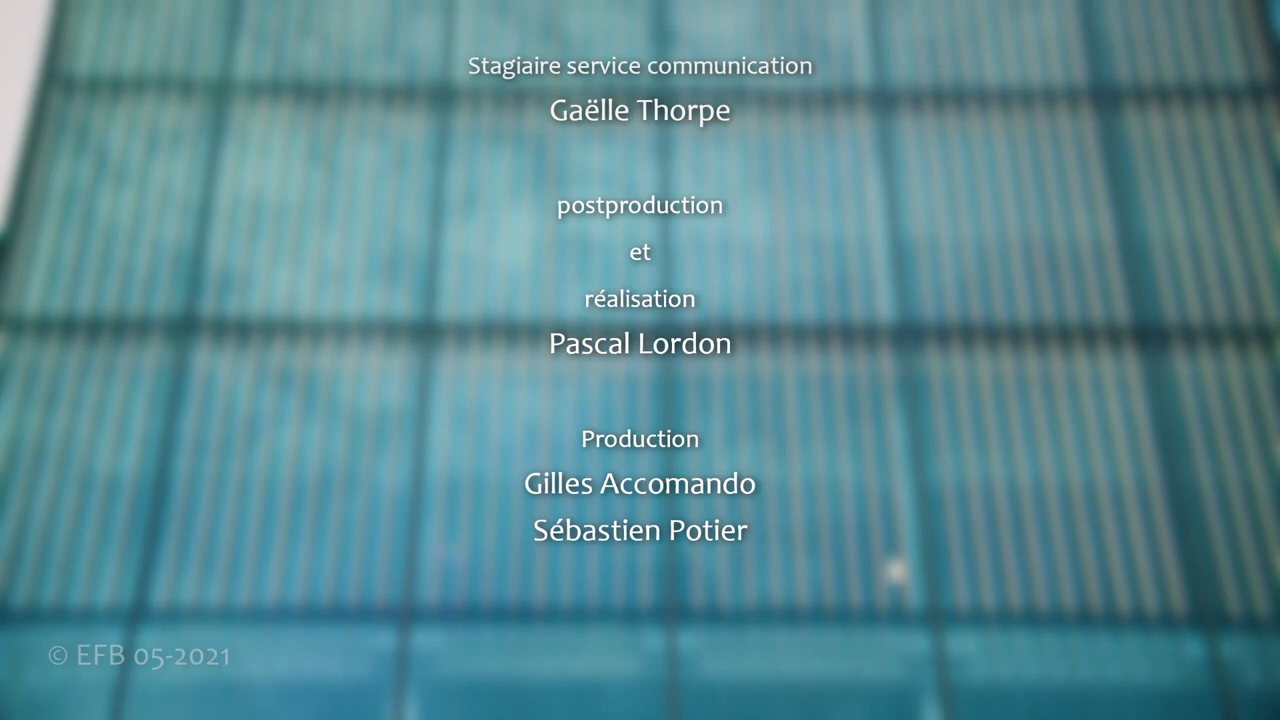 Stagiaire service communication
Gaëlle Thorpe
postproduction
et
réalisation
Pascal Lordon
Production
Gilles Accomando
Sébastien Potier
© EFB 05-2021